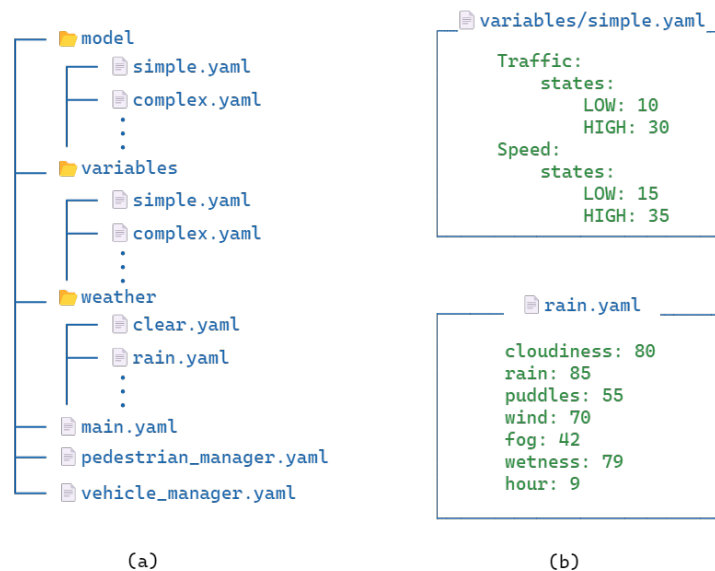 model
simple.yaml
complex.yaml
variables
simple.yaml
complex.yaml
weather
clear.yaml
rain.yaml
main.yaml
pedestrian_manager.yaml
vehicle_manager.yaml
(a)
variables/simple.yaml
Traffic:
states:
LOW: 10
HIGH: 30
Speed:
states:
LOW: 15
HIGH: 35
rain.yaml
cloudiness: 80
rain: 85
puddles: 55
wind: 70
fog: 42
wetness: 79
hour: 9
(b)